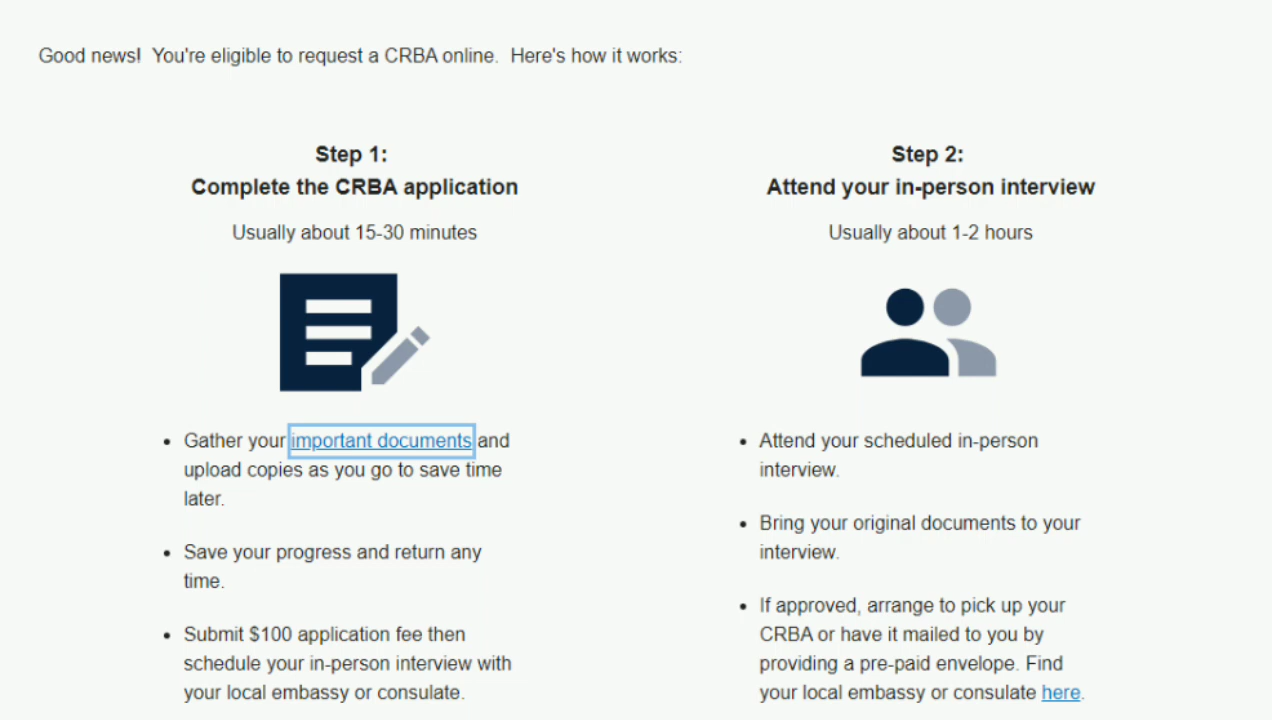 Good news!  You're eligible to request a CRBA online.  Here's how it works:
Step 1:
Complete the CRBA application
Usually about 15-30 minutes
• Gather your important documents and
upload copies as you go to save time
later.
• Save your progress and return any
time.
• Submit $100 application fee then
schedule your in-person interview with
your local embassy or consulate.
Step 2:
Attend your in-person interview
Usually about 1-2 hours
• Attend your scheduled in-person
interview.
• Bring your original documents to your
interview.
• If approved, arrange to pick up your
CRBA or have it mailed to you by
providing a pre-paid envelope. Find
your local embassy or consulate here.